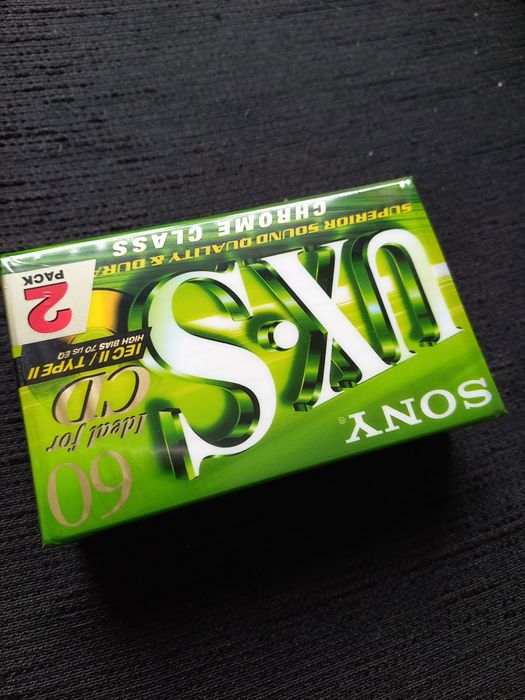 SONY®
UX·S
60
Ideal for
CD
IEC II / TYPE II
HIGH BIAS 70 µs EQ
2
PACK
SUPERIOR SOUND QUALITY &
CHROME CLASS